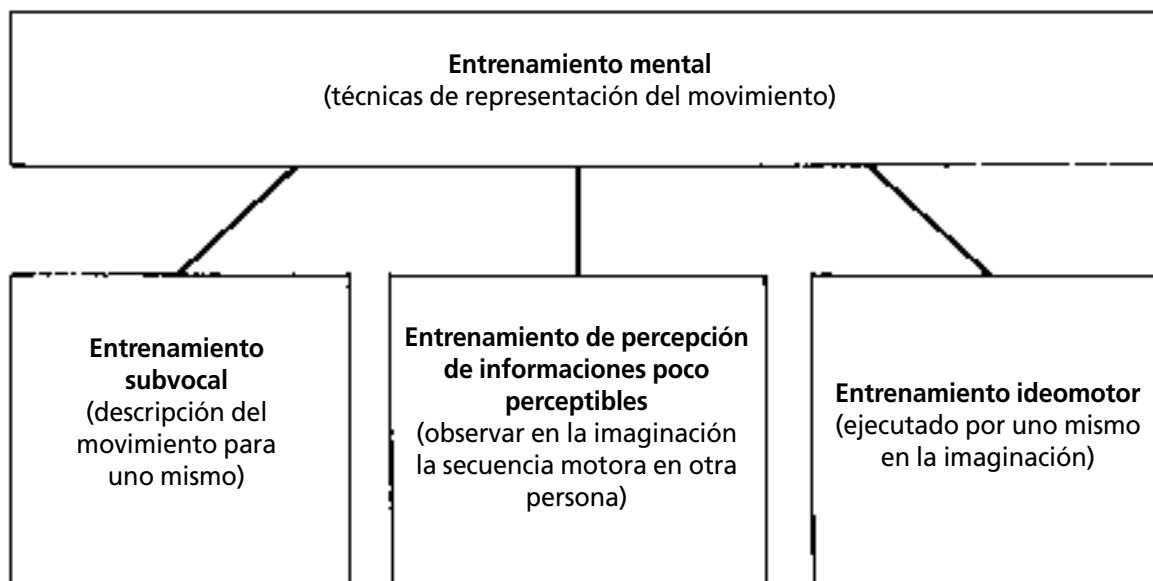 Entrenamiento mental
(técnicas de representación del movimiento)
Entrenamiento
subvocal
(descripción del
movimiento para
uno mismo)
Entrenamiento de percepción
de informaciones poco
perceptibles
(observar en la imaginación
la secuencia motora en otra
persona)
Entrenamiento ideomotor
(ejecutado por uno mismo
en la imaginación)